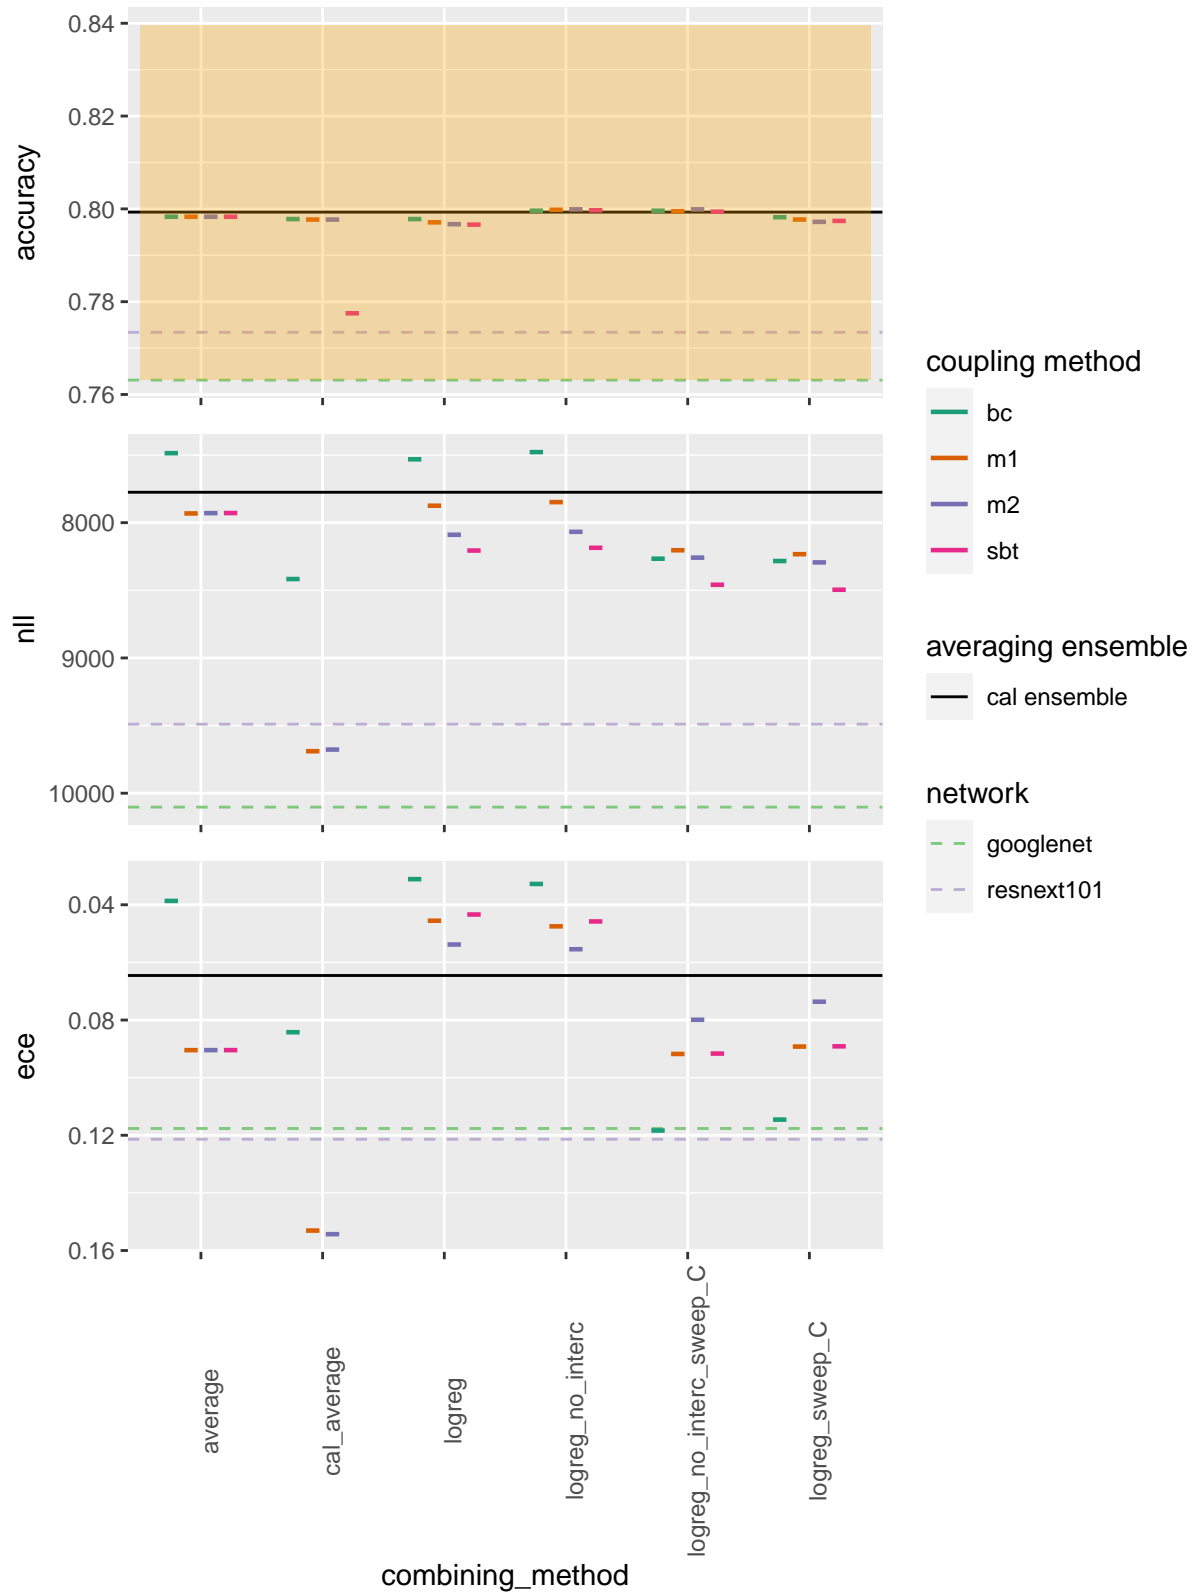 accuracy
0.84
0.82
0.80
0.78
0.76
nll
8000
9000
10000
ece
0.04
0.08
0.12
0.16
average
cal_average
logreg
logreg_no_interc
logreg_no_interc_sweep_C
logreg_sweep_C
combining_method
coupling method
bc
m1
m2
sbt
averaging ensemble
cal ensemble
network
googlenet
resnext101